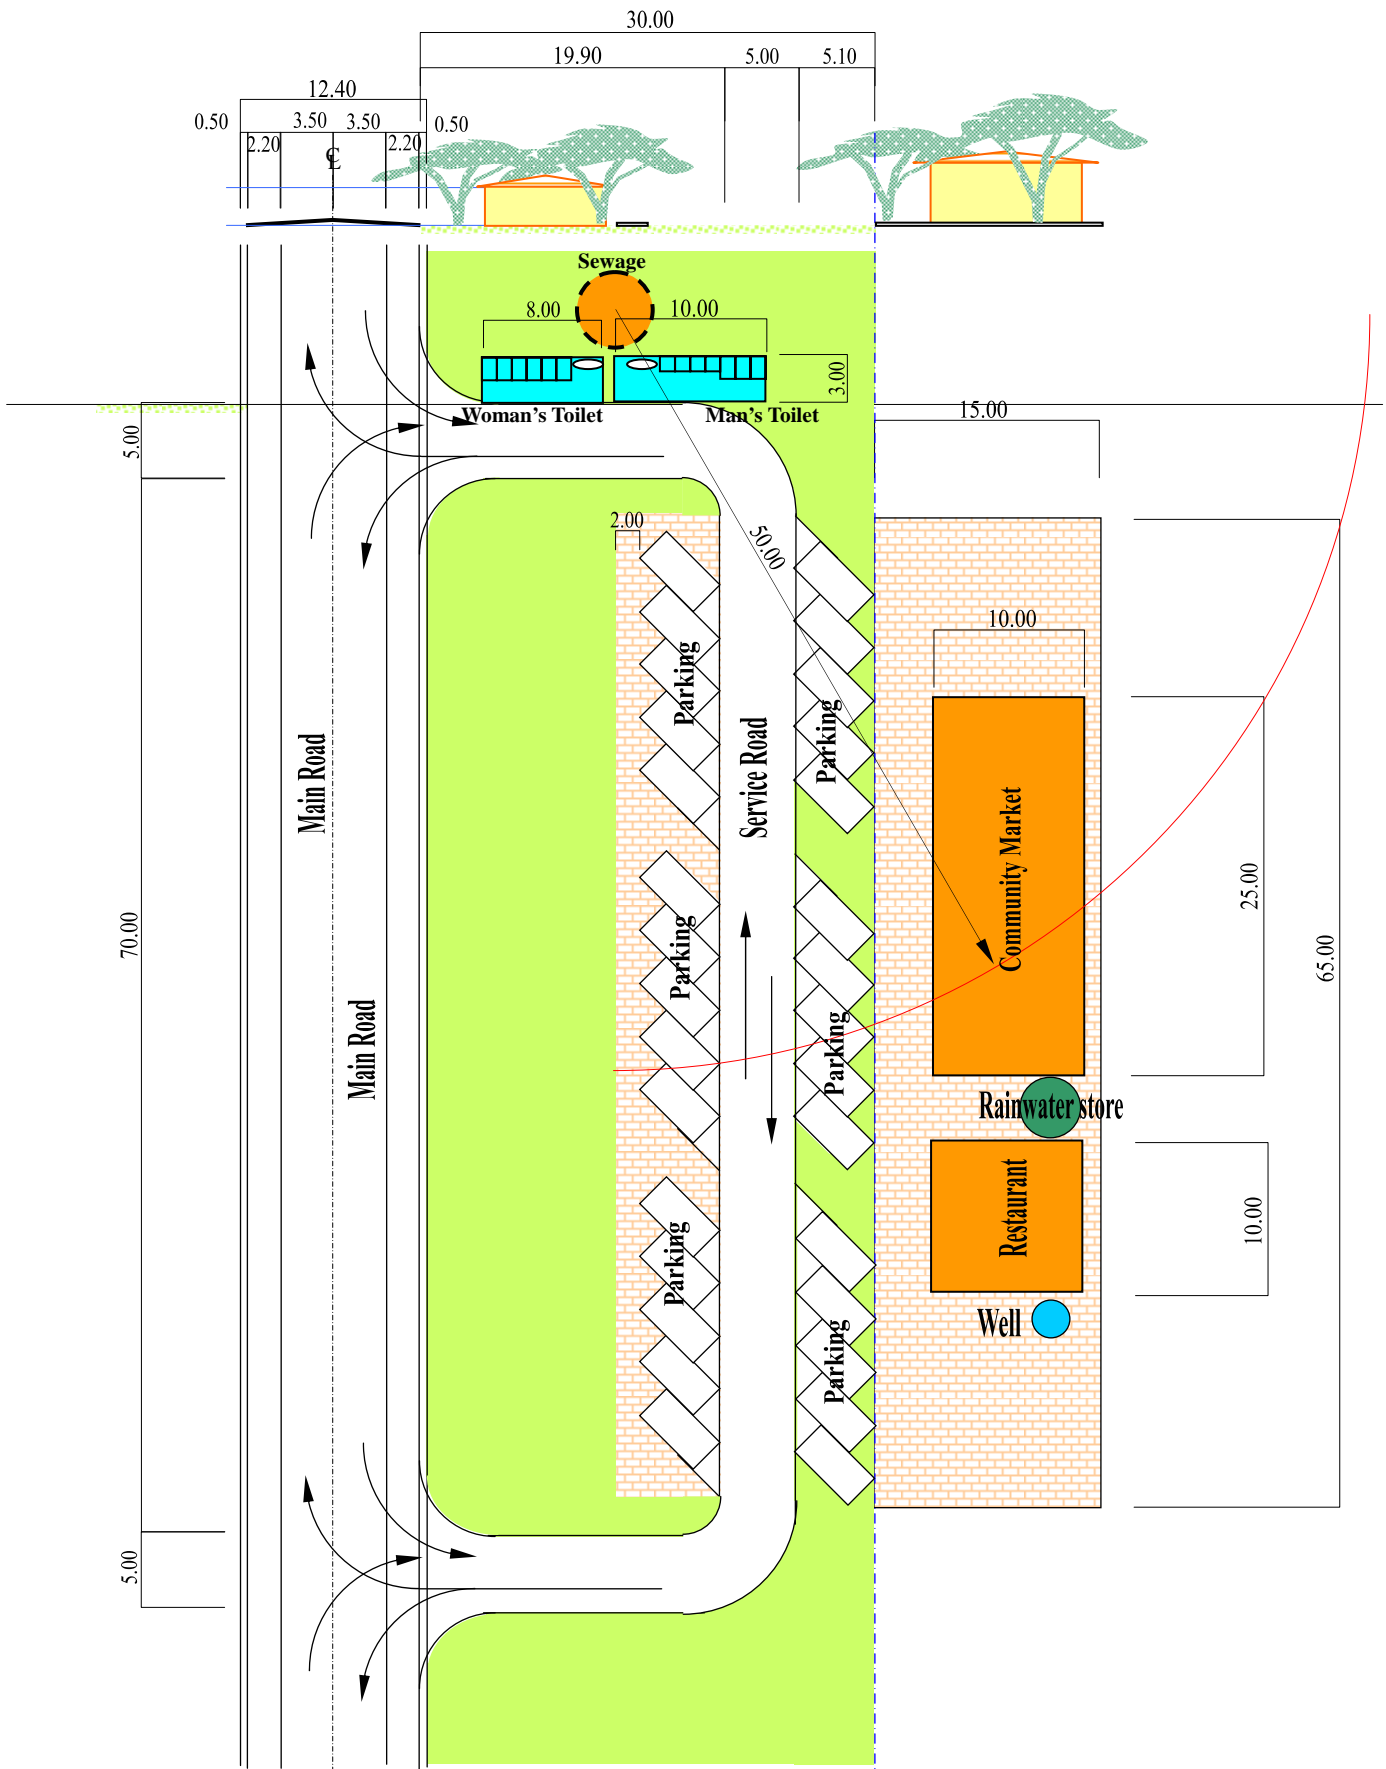 30.00
19.90
5.00
5.10
12.40
0.50
3.50
3.50
0.50
2.20
2.20
℄
Sewage
8.00
10.00
3.00
Woman's Toilet
Man's Toilet
15.00
5.00
2.00
50.00
10.00
Parking
Parking
Main Road
Service Road
Community Market
25.00
70.00
Parking
65.00
Main Road
Parking
Rainwater store
Parking
Restaurant
10.00
Well
Parking
5.00